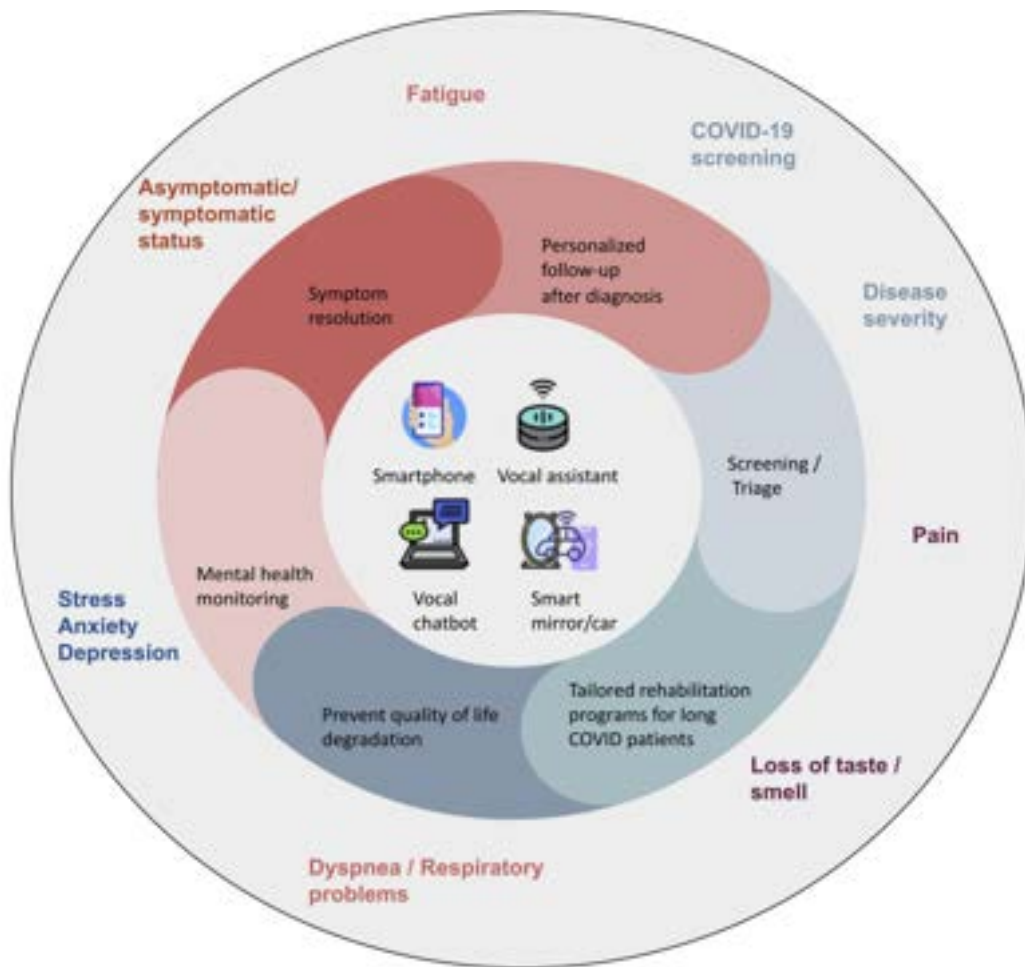 Fatigue
COVID-19
screening
Asymptomatic/
symptomatic
status
Personalized
follow-up
after diagnosis
Symptom
resolution
Disease
severity
Smartphone
Vocal assistant
Screening /
Triage
Pain
Mental health
monitoring
Vocal
chatbot
Smart
mirror/car
Stress
Anxiety
Depression
Prevent quality of life
degradation
Tailored rehabilitation
programs for long
COVID patients
Loss of taste /
smell
Dyspnea / Respiratory
problems